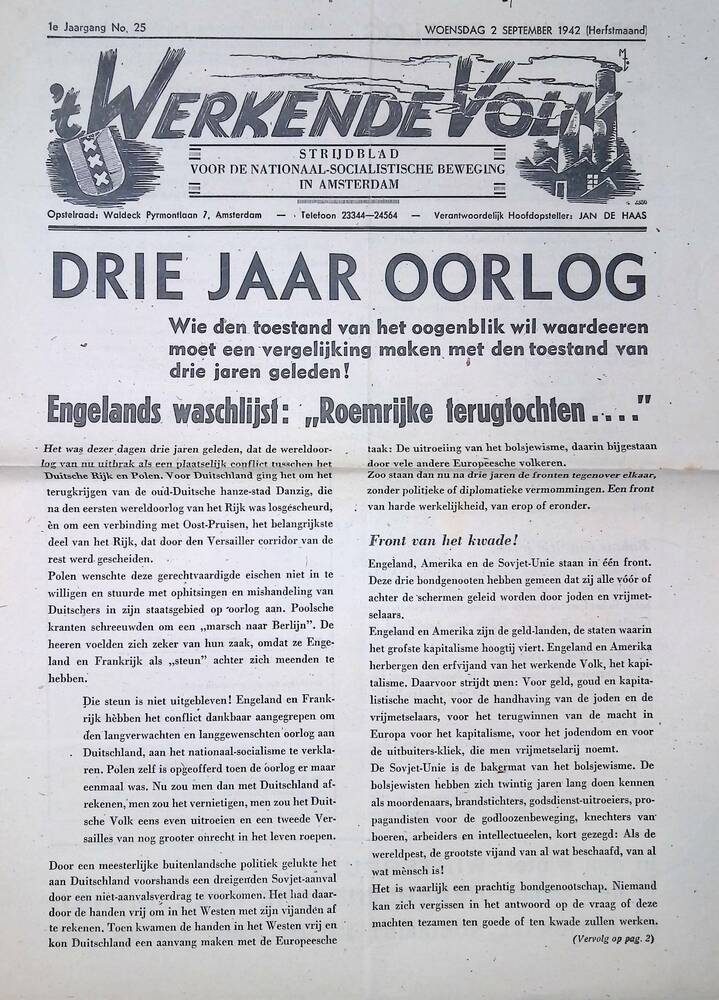 1e Jaargang No. 25
WOENSDAG 2 SEPTEMBER 1942 (Herfstmaand)
't WERKENDE VOLK
STRIJDBLAD
VOOR DE NATIONAAL-SOCIALISTISCHE BEWEGING
IN AMSTERDAM
Opstelraad: Waldeck Pyrmontlaan 7, Amsterdam — Telefoon 23344—24564 — Verantwoordelijk Hoofdopsteller: JAN DE HAAS
DRIE JAAR OORLOG
Wie den toestand van het oogenblik wil waardeeren
moet een vergelijking maken met den toestand van
drie jaren geleden!
Engelands waschlijst: „Roemrijke terugtochten . . . ."
Het was dezer dagen drie jaren geleden, dat de wereldoor-
log van nu uitbrak als een plaatselijk conflict tusschen het
Duitsche Rijk en Polen. Voor Duitschland ging het om het
terugkrijgen van de oud-Duitsche hanze-stad Danzig, die
na den eersten wereldoorlog van het Rijk was losgescheurd,
èn om een verbinding met Oost-Pruisen, het belangrijkste
deel van het Rijk, dat door den Versailler corridor van de
rest werd gescheiden.
Polen wenschte deze gerechtvaardigde eischen niet in te
willigen en stuurde met ophitsingen en mishandeling van
Duitschers in zijn staatsgebied op oorlog aan. Poolsche
kranten schreeuwden om een „marsch naar Berlijn". De
heeren voelden zich zeker van hun zaak, omdat ze Enge-
land en Frankrijk als „steun" achter zich meenden te
hebben.
Die steun is niet uitgebleven! Engeland en Frank-
rijk hèbben het conflict dankbaar aangegrepen om
den langverwachten en langgewenschten oorlog aan
Duitschland, aan het nationaal-socialisme te verkla-
ren. Polen zelf is opgeofferd toen de oorlog er maar
eenmaal was. Nu zou men dan met Duitschland af-
rekenen, men zou het vernietigen, men zou het Duit-
sche Volk eens even uitroeien en een tweede Ver-
sailles van nog grooter onrecht in het leven roepen.
Door een meesterlijke buitenlandsche politiek gelukte het
aan Duitschland voorshands een dreigenden Sovjet-aanval
door een niet-aanvalsverdrag te voorkomen. Het had daar-
door de handen vrij om in het Westen met zijn vijanden af
te rekenen. Toen kwamen de handen in het Westen vrij en
kon Duitschland een aanvang maken met de Europeesche
taak: De uitroeiing van het bolsjewisme, daarin bijgestaan
door vele andere Europeesche volkeren.
Zoo staan dan nu na drie jaren de fronten tegenover elkaar,
zonder politieke of diplomatieke vermommingen. Een front
van harde werkelijkheid, van erop of eronder.
Front van het kwade!
Engeland, Amerika en de Sovjet-Unie staan in één front.
Deze drie bondgenooten hebben gemeen dat zij alle vóór of
achter de schermen geleid worden door joden en vrijmet-
selaars.
Engeland en Amerika zijn de geld-landen, de staten waarin
het grofste kapitalisme hoogtij viert. Engeland en Amerika
herbergen den erfvijand van het werkende Volk, het kapi-
talisme. Daarvoor strijdt men: Voor geld, goud en kapita-
listische macht, voor de handhaving van de joden en de
vrijmetselaars, voor het terugwinnen van de macht in
Europa voor het kapitalisme, voor het jodendom en voor
de uitbuiters-kliek, die men vrijmetselarij noemt.
De Sovjet-Unie is de bakermat van het bolsjewisme. De
bolsjewisten hebben zich twintig jaren lang doen kennen
als moordenaars, brandstichters, godsdienst-uitroeiers, pro-
pagandisten voor de godloozenbeweging, knechters van
boeren, arbeiders en intellectueelen, kort gezegd: Als de
wereldpest, de grootste vijand van al wat beschaafd, van al
wat mènsch is!
Het is waarlijk een prachtig bondgenootschap. Niemand
kan zich vergissen in het antwoord op de vraag of deze
machten tezamen ten goede of ten kwade zullen werken.
(Vervolg op pag. 2)